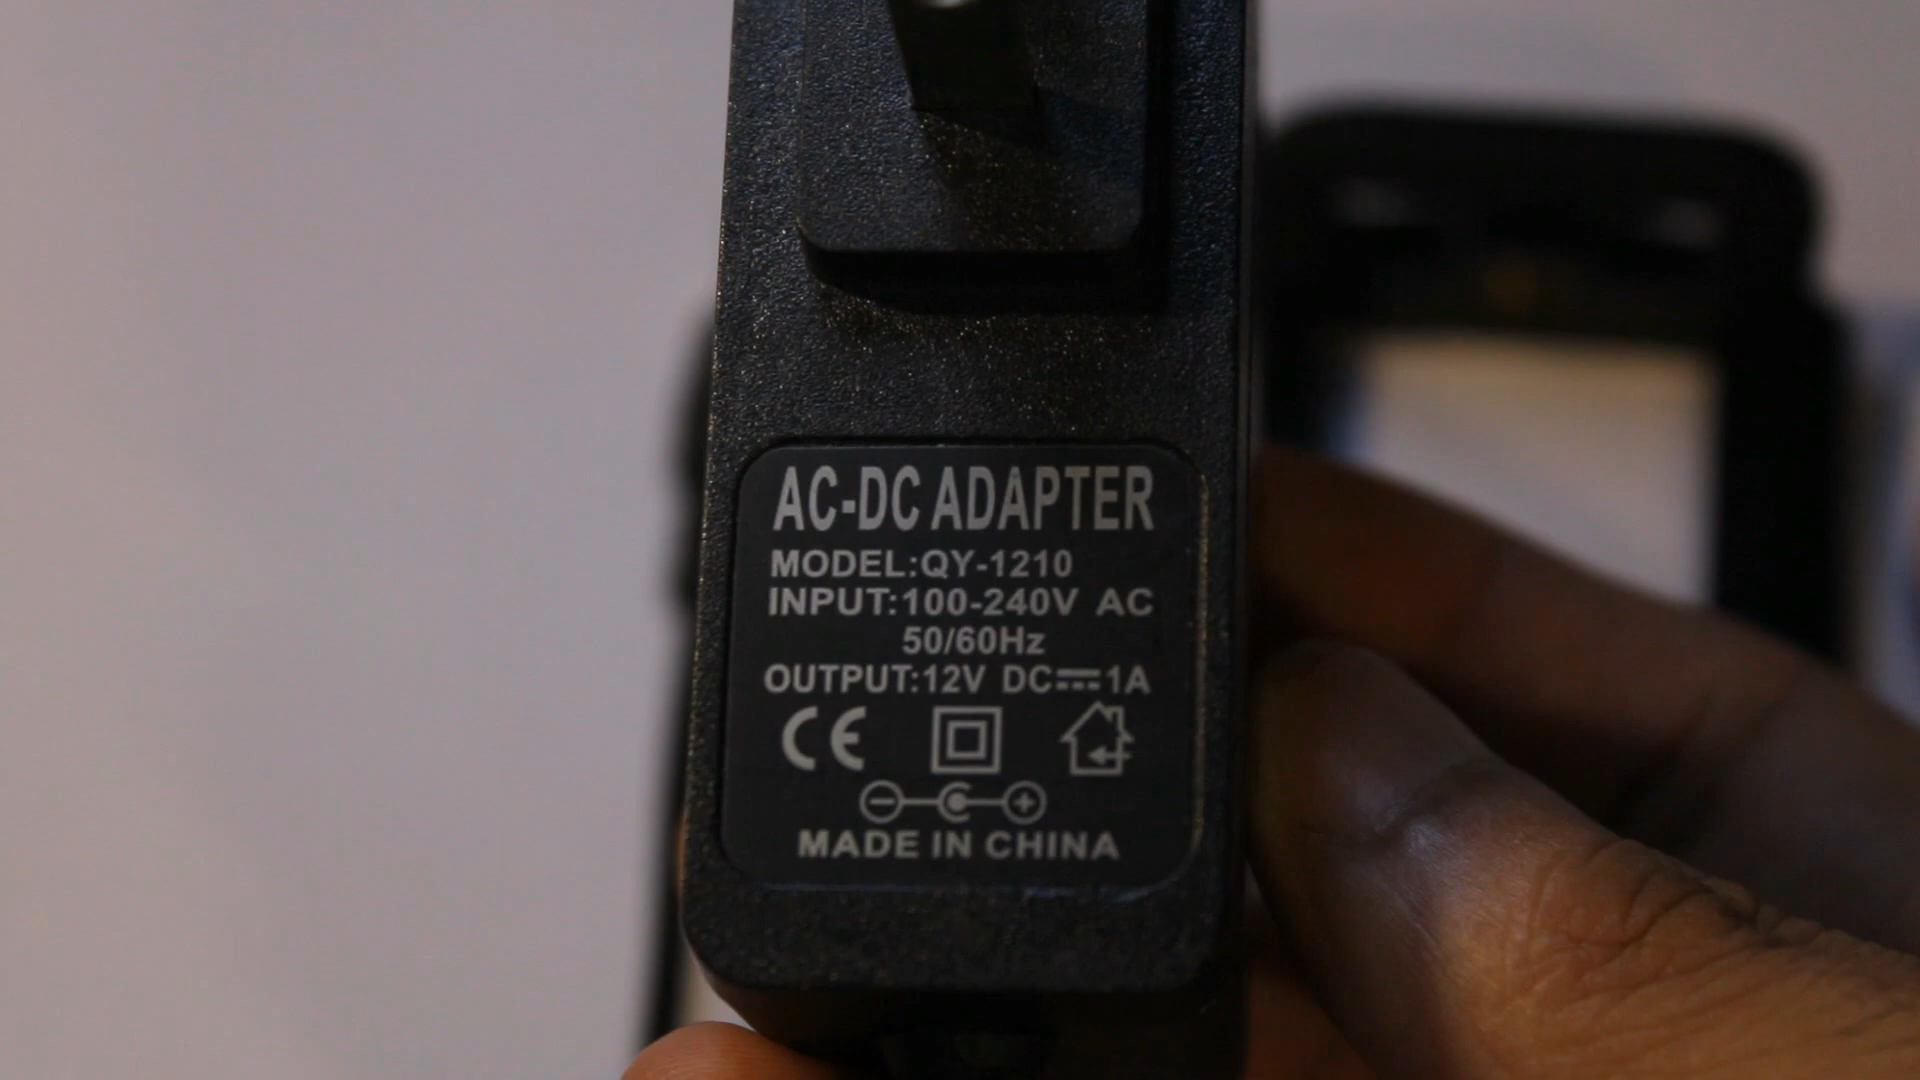 AC-DC ADAPTER
MODEL:QY-1210
INPUT:100-240V AC
50/60Hz
OUTPUT:12V DC⎓1A
CE
MADE IN CHINA